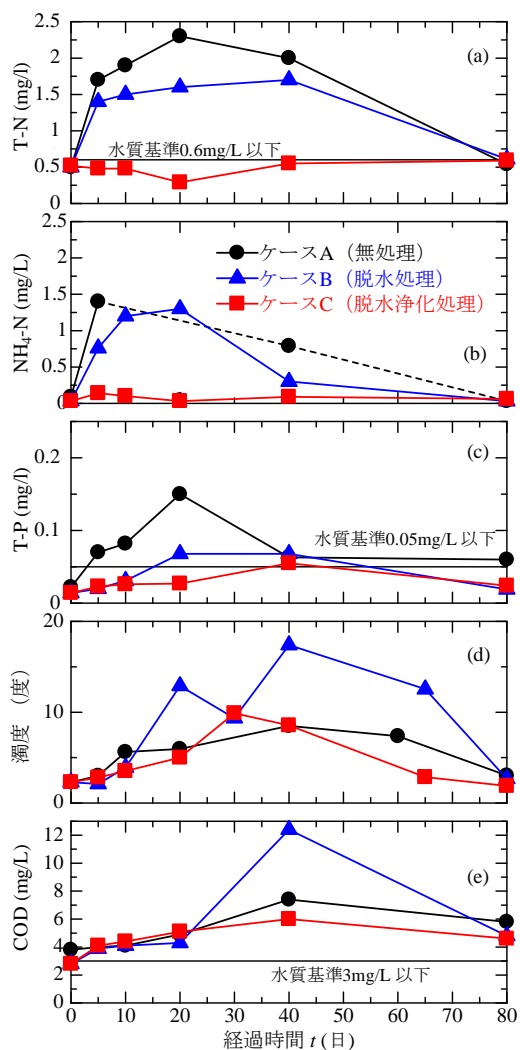 2.5
2
1.5
1
0.5
0
T-N (mg/l)
(a)
水質基準0.6mg/L 以下
2.5
2
1.5
1
0.5
0
NH₄-N (mg/L)
ケースA（無処理）
ケースB（脱水処理）
ケースC（脱水浄化処理）
(b)
0.2
0.1
0
T-P (mg/l)
(c)
水質基準0.05mg/L 以下
20
10
0
濁度 （度）
(d)
12
10
8
6
4
2
0
COD (mg/L)
(e)
水質基準3mg/L 以下
0 10 20 30 40 50 60 70 80
経過時間 t (日)